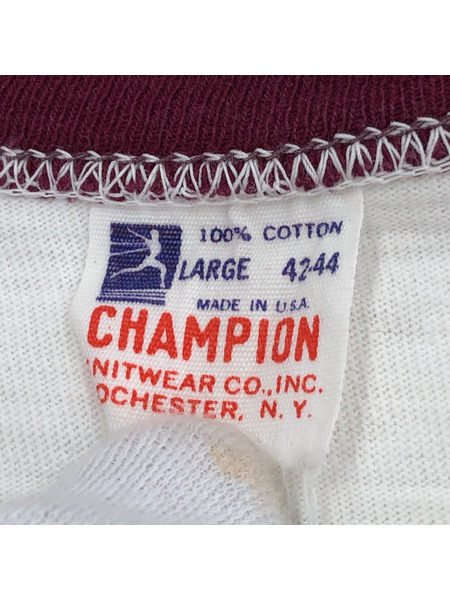 100% COTTON
LARGE 42-44
MADE IN U.S.A.
CHAMPION
NITWEAR CO., INC.
OCHESTER, N. Y.